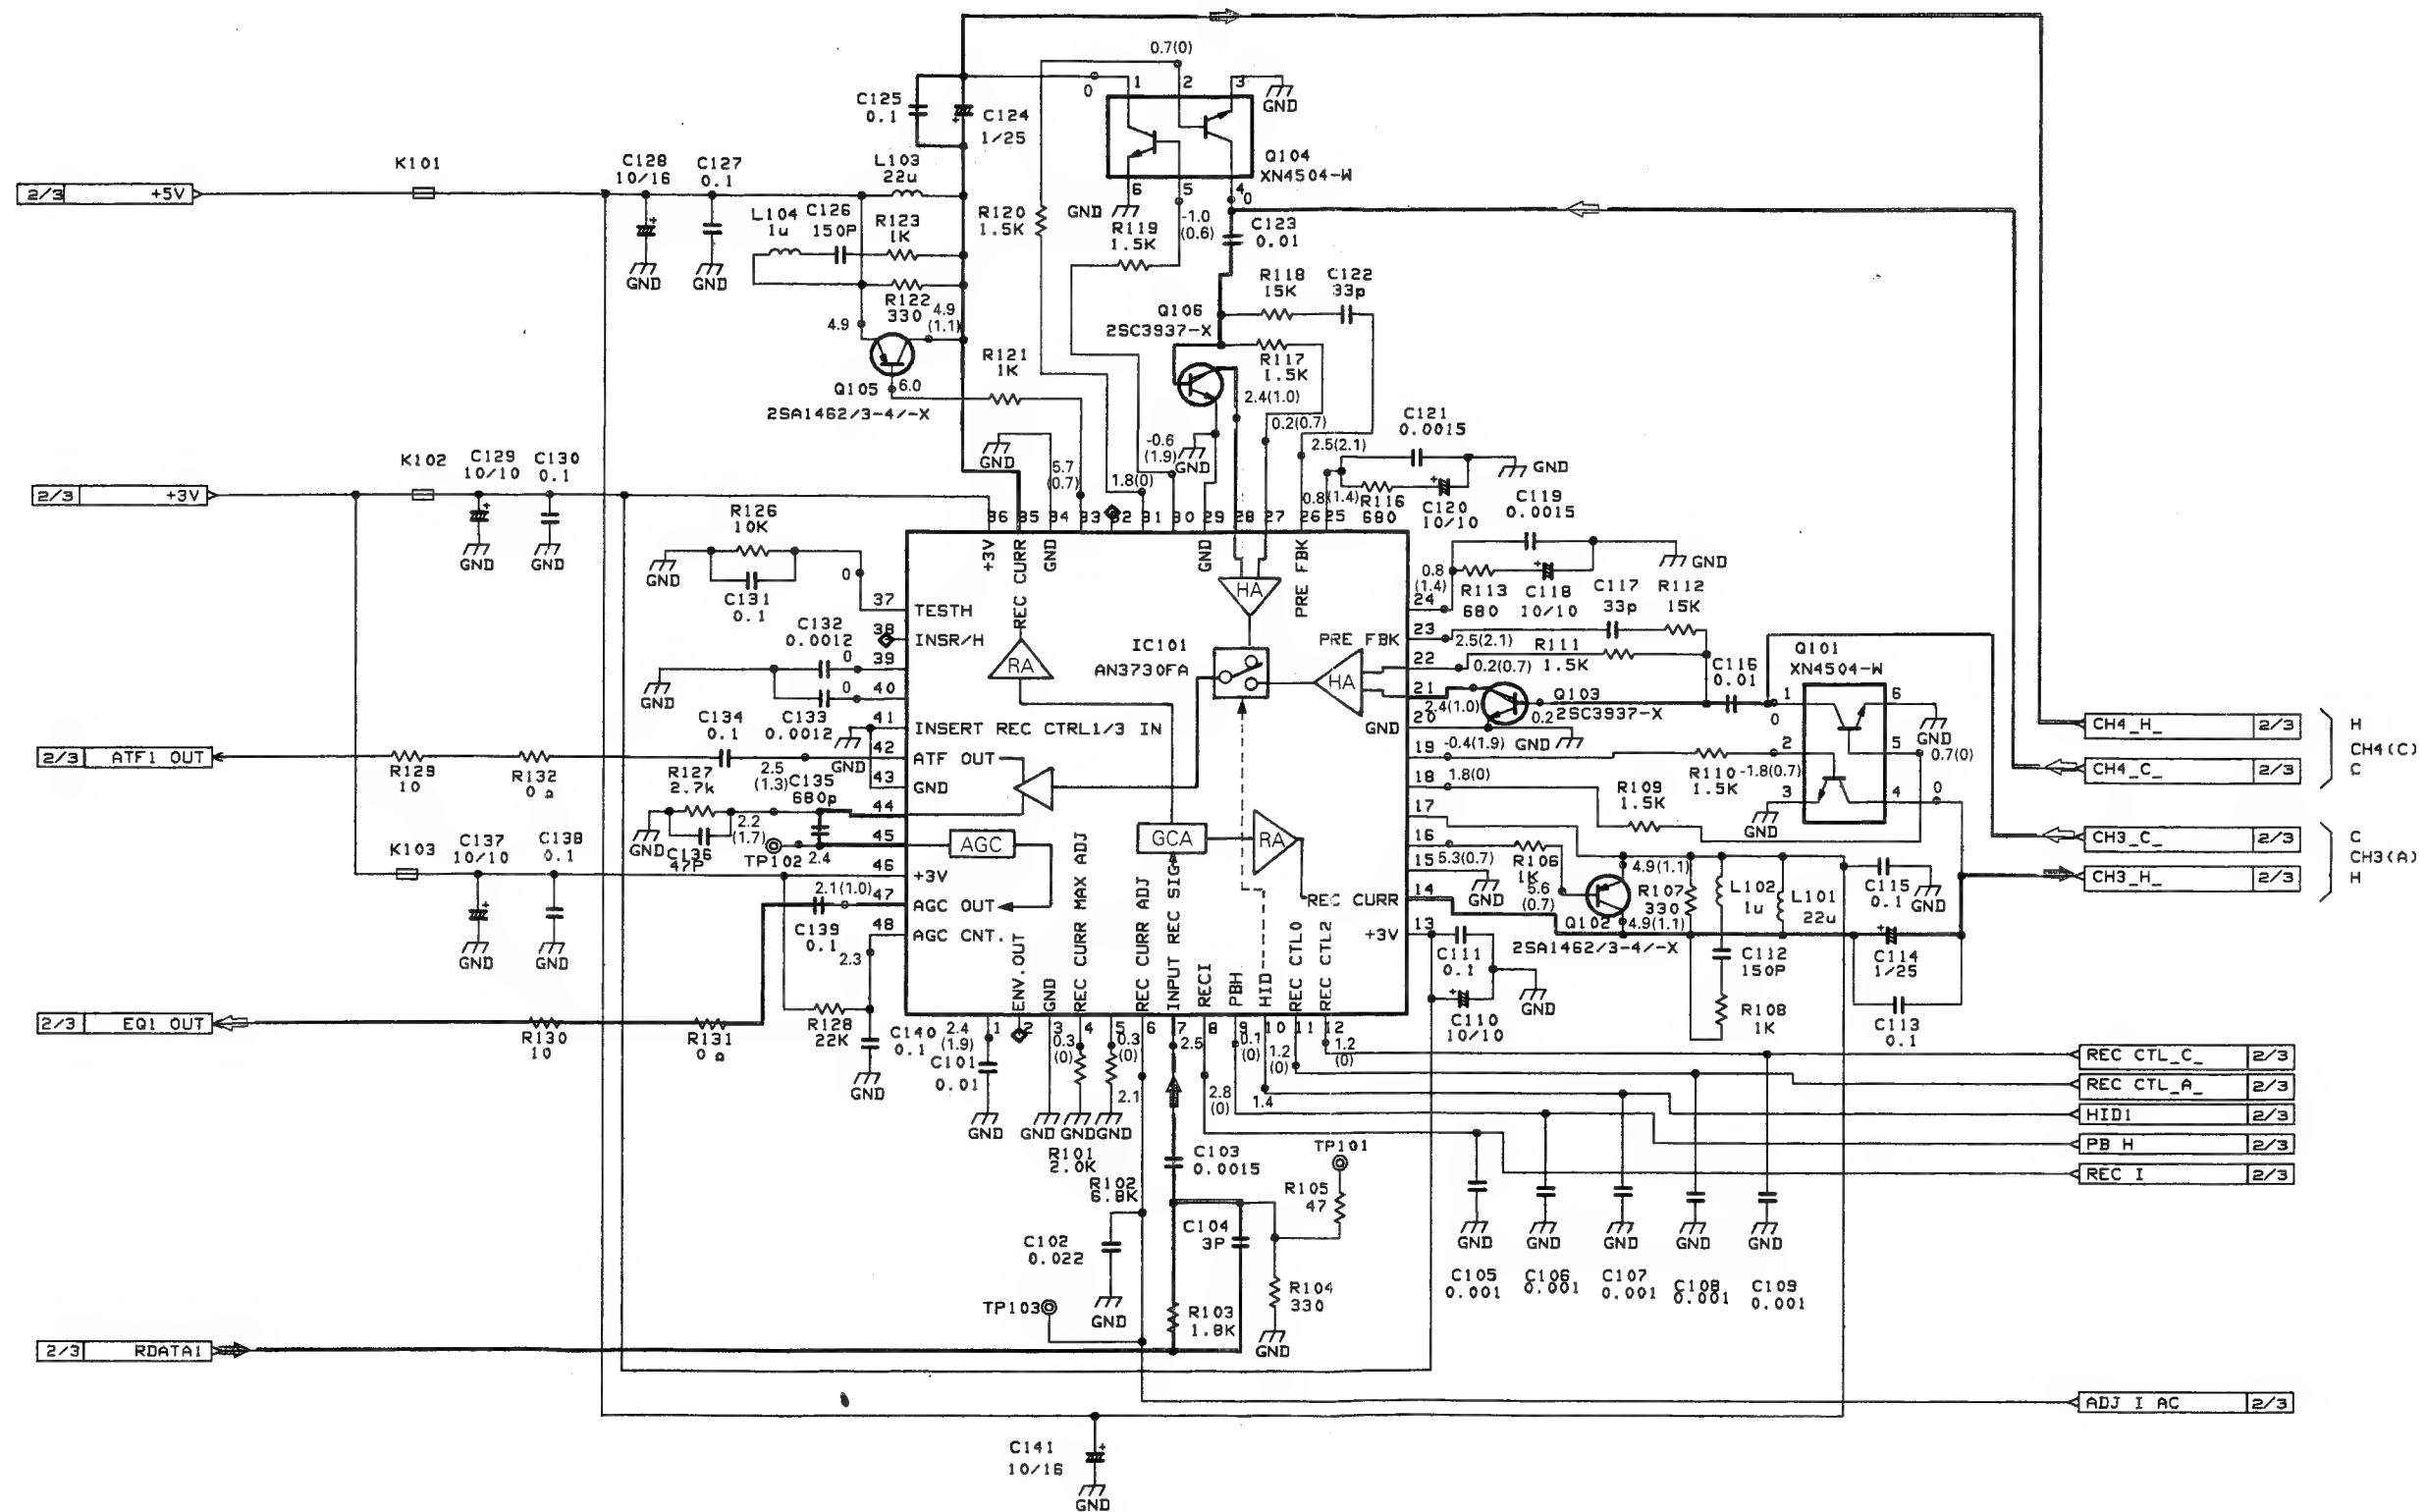 0.7(0)
1
2
3
GND
0
C125
0.1
C124
1/25
Q104
XN4504-W
6
5
4
0
GND
-1.0
(0.6)
2/3 +5V
K101
C128
10/16
C127
0.1
L103
22u
GND
GND
L104
1u
C126
150P
R123
1K
R122
330
4.9
4.9
(1.1)
R120
1.5K
R119
1.5K
C123
0.01
R118
15K
C122
33p
Q106
2SC3937-X
R117
1.5K
2.4(1.0)
0.2(0.7)
R121
1K
Q105
6.0
2SA1462/3-4/-X
C121
0.0015
GND
2.5(2.1)
GND
5.7
(0.7)
-0.6
(1.9)
1.8(0)
GND
0.8(1.4)
R116
680
C120
10/10
C119
0.0015
2/3 +3V
K102
C129
10/10
C130
0.1
GND
GND
R126
10K
GND
C131
0.1
0
36
35
34
33
32
31
30
29
28
27
26
25
+3V
REC CURR
GND
GND
PRE FBK
HA
37
TESTH
38
INSR/H
39
40
41
INSERT REC CTRL1/3 IN
42
ATF OUT
43
GND
44
45
46
+3V
47
AGC OUT
48
AGC CNT.
IC101
AN3730FA
RA
HA
AGC
GCA
RA
24
0.8
(1.4)
R113
680
C118
10/10
C117
33p
R112
15K
GND
PRE FBK
23
2.5(2.1)
22
0.2(0.7)
R111
1.5K
21
2.4(1.0)
Q103
2SC3937-X
0.2
C116
0.01
Q101
XN4504-W
GND
20
GND
19
-0.4(1.9)
18
1.8(0)
17
16
5.3(0.7)
15
GND
REC CURR
14
+3V
13
R110
1.5K
-1.8(0.7)
R109
1.5K
1
0
2
3
GND
6
GND
5
0.7(0)
4
0
R106
1K
5.6
(0.7)
Q102
2SA1462/3-4/-X
4.9(1.1)
4.9(1.1)
R107
330
L102
1u
L101
22u
C115
0.1
GND
C112
150P
C114
1/25
R108
1K
C113
0.1
C111
0.1
GND
C110
10/10
CH4_H_ 2/3
CH4_C_ 2/3
H
CH4(C)
C
CH3_C_ 2/3
CH3_H_ 2/3
C
CH3(A)
H
C132
0.0012
0
GND
0
C133
0.0012
C134
0.1
GND
2/3 ATF1 OUT
R129
10
R132
0 Ω
2.5
(1.3)
R127
2.7k
C135
680p
GND
C136
47P
2.2
(1.7)
TP102
2.4
K103
C137
10/10
C138
0.1
GND
GND
2.1(1.0)
C139
0.1
2.3
2/3 EQ1 OUT
R130
10
R131
0 Ω
R128
22K
C140
0.1
GND
ENV.OUT
GND
REC CURR MAX ADJ
REC CURR ADJ
INPUT REC SIG
RECI
PBH
HID
REC CTL0
REC CTL2
1
2
3
4
5
6
7
8
9
10
11
12
2.4
(1.9)
C101
0.01
GND
0.3
(0)
0.3
(0)
2.1
2.5
2.8
(0)
0.1
(0)
1.4
1.2
(0)
1.2
(0)
GND
GND
GND
R101
2.0K
R102
6.8K
C103
0.0015
TP101
R105
47
C102
0.022
GND
C104
3P
TP103
R103
1.8K
R104
330
GND
REC CTL_C_ 2/3
REC CTL_A_ 2/3
HID1 2/3
PB H 2/3
REC I 2/3
GND
GND
GND
GND
GND
C105
0.001
C106
0.001
C107
0.001
C108
0.001
C109
0.001
2/3 RDATA1
ADJ I AC 2/3
C141
10/16
GND